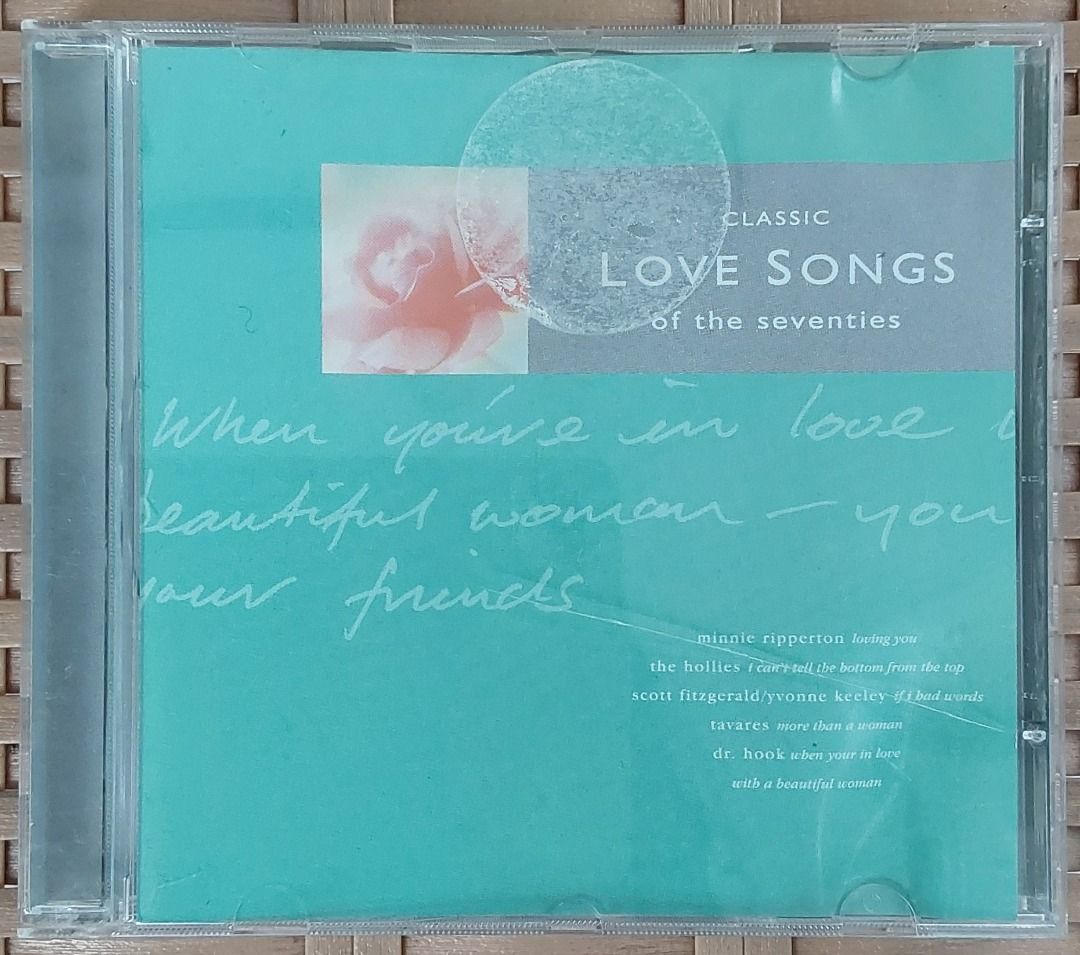 CLASSIC
LOVE SONGS
of the seventies
When you've in love
beautiful woman – you
your friends
minnie ripperton loving you
the hollies i can't tell the bottom from the top
scott fitzgerald/yvonne keeley if i had words
tavares more than a woman
dr. hook when your in love
with a beautiful woman